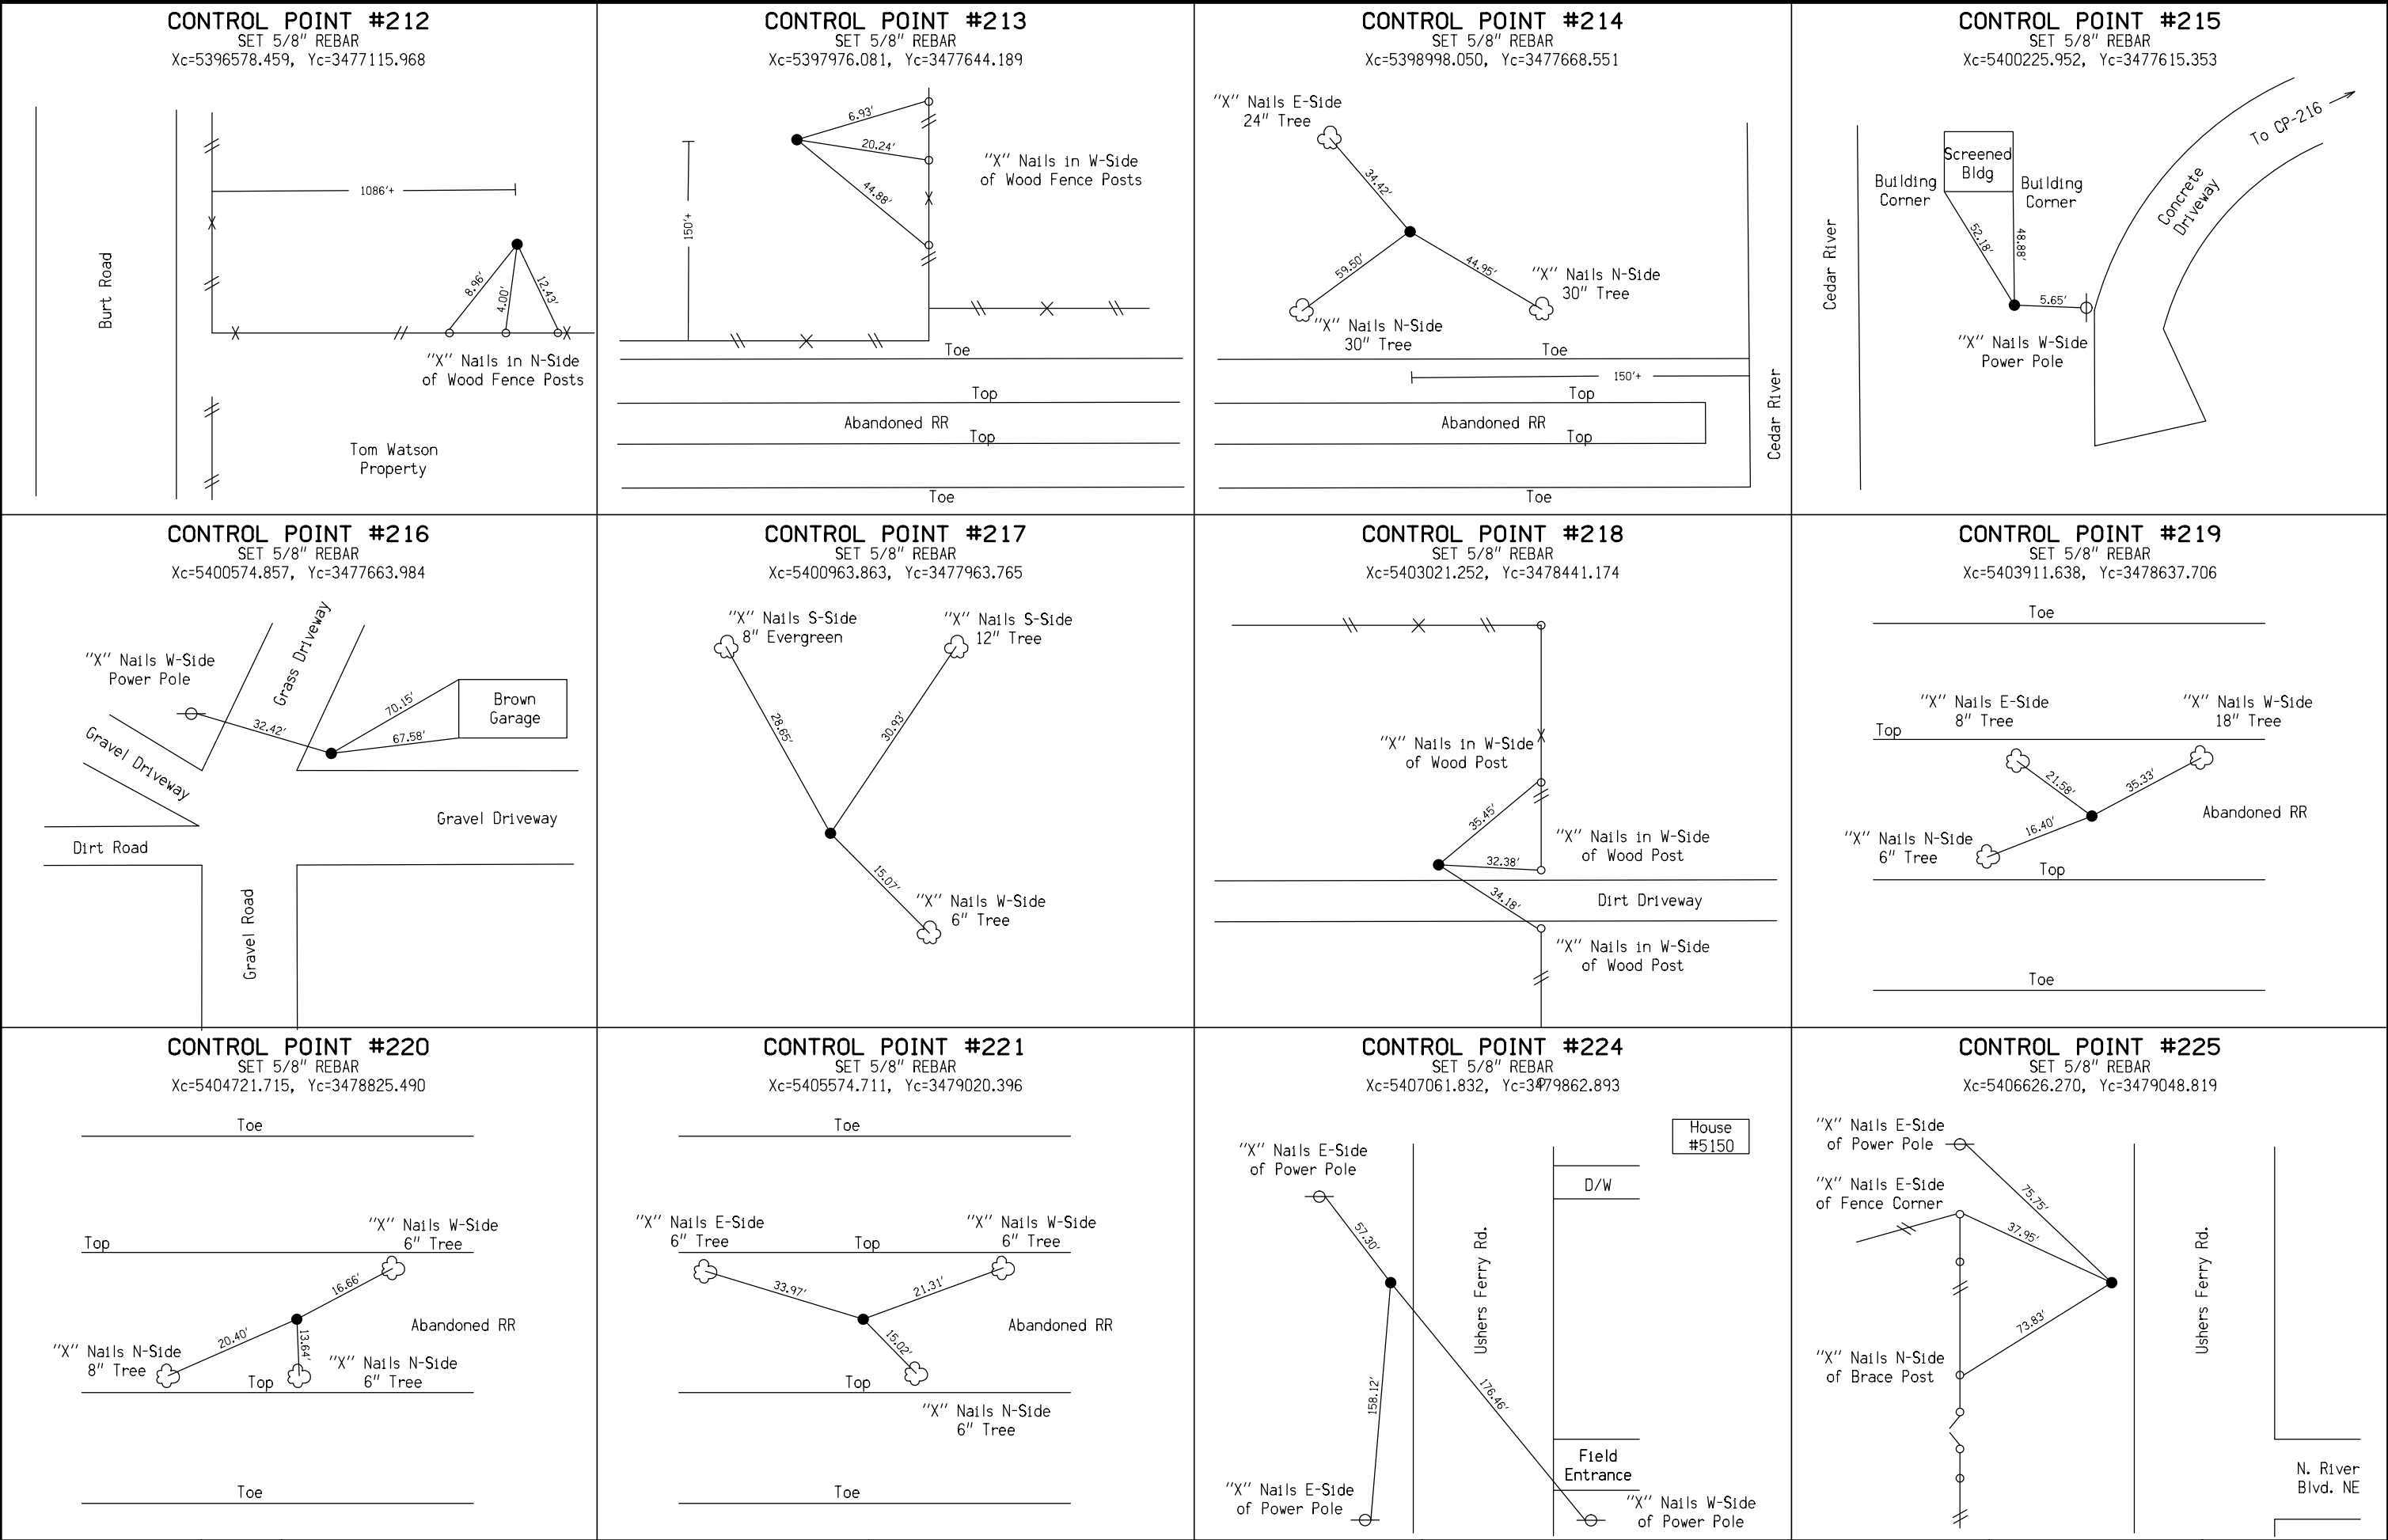 CONTROL POINT #212
SET 5/8" REBAR
Xc=5396578.459, Yc=3477115.968
1086'+
Burt Road
8.96'
4.00'
12.43'
"X" Nails in N-Side
of Wood Fence Posts
Tom Watson
Property
CONTROL POINT #213
SET 5/8" REBAR
Xc=5397976.081, Yc=3477644.189
6.93'
20.24'
44.88'
"X" Nails in W-Side
of Wood Fence Posts
150'+
Toe
Top
Abandoned RR
Top
Toe
CONTROL POINT #214
SET 5/8" REBAR
Xc=5398998.050, Yc=3477668.551
"X" Nails E-Side
24" Tree
34.42'
59.50'
44.95'
"X" Nails N-Side
30" Tree
"X" Nails N-Side
30" Tree
Toe
150'+
Top
Abandoned RR
Top
Cedar River
Toe
CONTROL POINT #215
SET 5/8" REBAR
Xc=5400225.952, Yc=3477615.353
To CP-216
Screened
Bldg
Building
Corner
Building
Corner
Concrete
Driveway
Cedar River
52.18'
48.88'
5.65'
"X" Nails W-Side
Power Pole
CONTROL POINT #216
SET 5/8" REBAR
Xc=5400574.857, Yc=3477663.984
Grass Driveway
"X" Nails W-Side
Power Pole
70.15'
Brown
Garage
32.42'
67.58'
Gravel Driveway
Gravel Driveway
Dirt Road
Gravel Road
CONTROL POINT #217
SET 5/8" REBAR
Xc=5400963.863, Yc=3477963.765
"X" Nails S-Side
8" Evergreen
"X" Nails S-Side
12" Tree
28.65'
30.93'
15.07'
"X" Nails W-Side
6" Tree
CONTROL POINT #218
SET 5/8" REBAR
Xc=5403021.252, Yc=3478441.174
"X" Nails in W-Side
of Wood Post
35.45'
"X" Nails in W-Side
of Wood Post
32.38'
34.18'
Dirt Driveway
"X" Nails in W-Side
of Wood Post
CONTROL POINT #219
SET 5/8" REBAR
Xc=5403911.638, Yc=3478637.706
Toe
"X" Nails E-Side
8" Tree
"X" Nails W-Side
18" Tree
Top
21.58'
35.33'
Abandoned RR
16.40'
"X" Nails N-Side
6" Tree
Top
Toe
CONTROL POINT #220
SET 5/8" REBAR
Xc=5404721.715, Yc=3478825.490
Toe
"X" Nails W-Side
6" Tree
Top
16.66'
Abandoned RR
20.40'
13.64'
"X" Nails N-Side
8" Tree
"X" Nails N-Side
6" Tree
Top
Toe
CONTROL POINT #221
SET 5/8" REBAR
Xc=5405574.711, Yc=3479020.396
Toe
"X" Nails E-Side
6" Tree
"X" Nails W-Side
6" Tree
Top
33.97'
21.31'
Abandoned RR
15.02'
Top
"X" Nails N-Side
6" Tree
Toe
CONTROL POINT #224
SET 5/8" REBAR
Xc=5407061.832, Yc=3479862.893
House
#5150
"X" Nails E-Side
of Power Pole
D/W
57.30'
Ushers Ferry Rd.
158.12'
176.46'
Field
Entrance
"X" Nails E-Side
of Power Pole
"X" Nails W-Side
of Power Pole
CONTROL POINT #225
SET 5/8" REBAR
Xc=5406626.270, Yc=3479048.819
"X" Nails E-Side
of Power Pole
"X" Nails E-Side
of Fence Corner
75.75'
37.95'
Ushers Ferry Rd.
73.83'
"X" Nails N-Side
of Brace Post
N. River
Blvd. NE